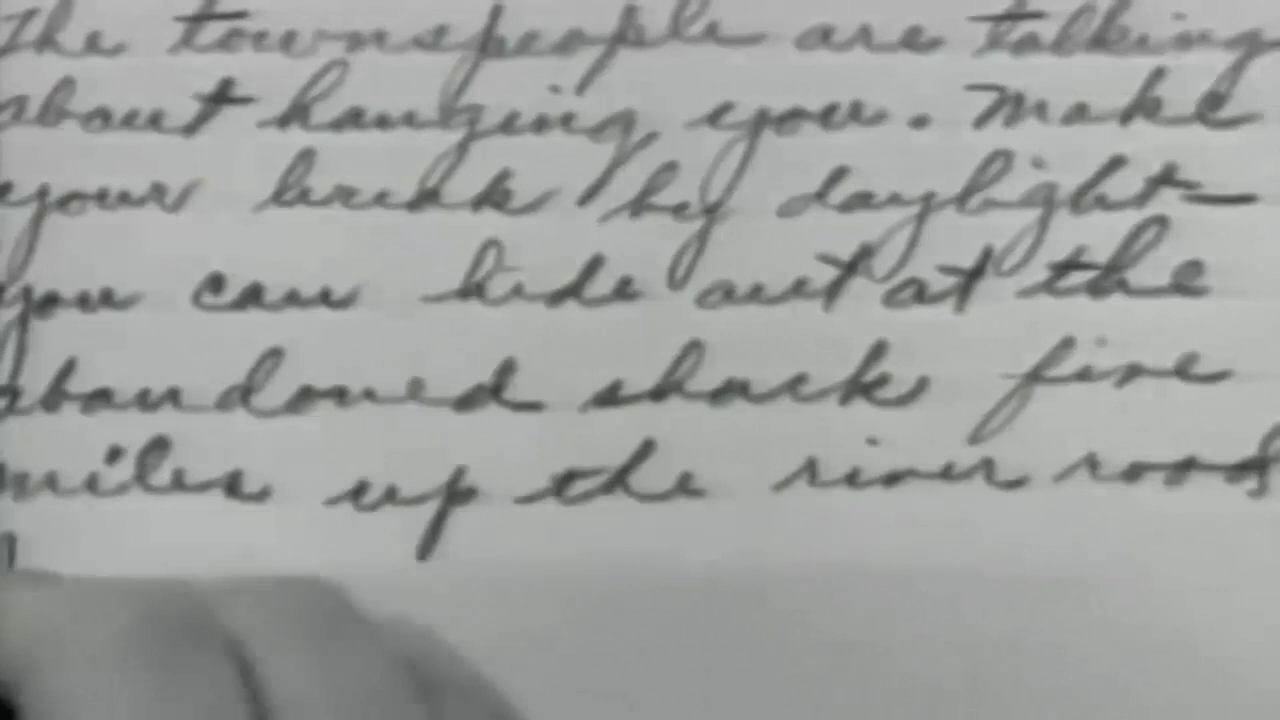 The townspeople are talking
about hanging you. Make
your break by daylight—
you can hide out at the
abandoned shack five
miles up the river road